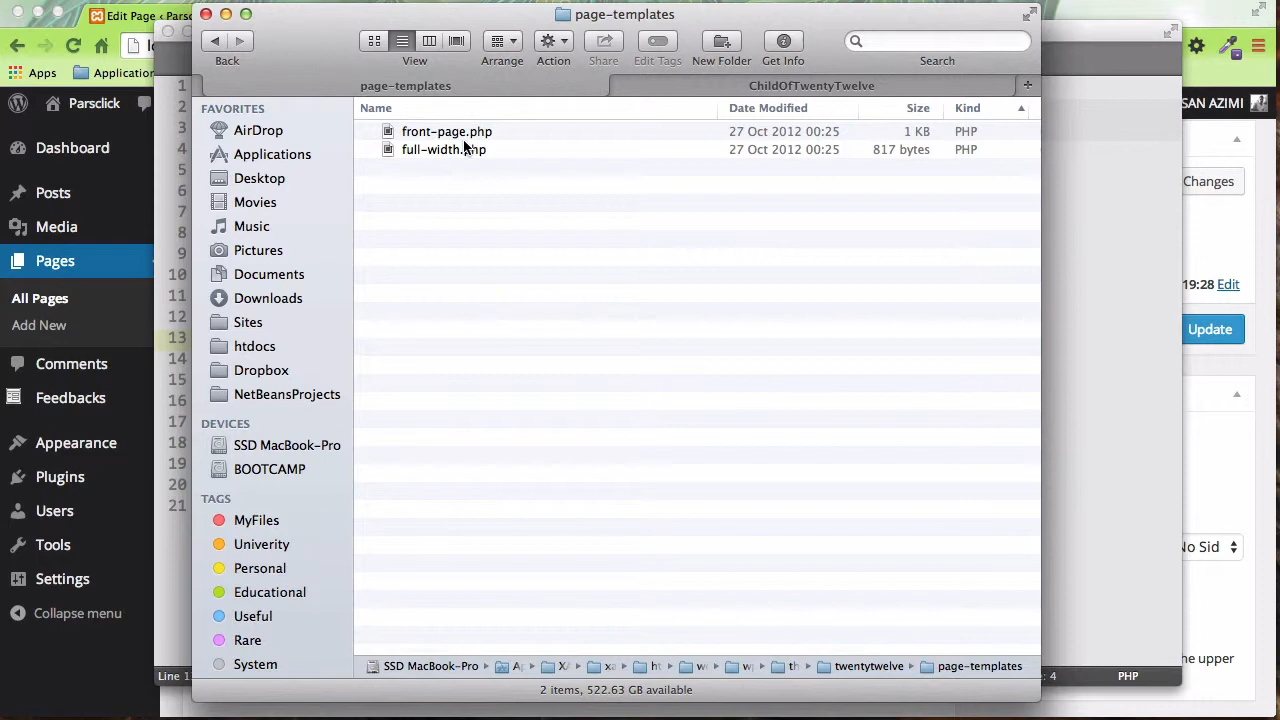 Edit Page ‹ Parsc
page-templates
Back
View
Arrange
Action
Share
Edit Tags
New Folder
Get Info
Search
Apps
Application
page-templates
ChildOfTwentyTwelve
+
Parsclick
SAN AZIMI
Dashboard
Posts
Media
Pages
All Pages
Add New
Comments
Feedbacks
Appearance
Plugins
Users
Tools
Settings
Collapse menu
1
2
3
4
5
6
7
8
9
10
11
12
13
14
15
16
17
18
19
20
21
Line 1
FAVORITES
AirDrop
Applications
Desktop
Movies
Music
Pictures
Documents
Downloads
Sites
htdocs
Dropbox
NetBeansProjects
DEVICES
SSD MacBook-Pro
BOOTCAMP
TAGS
MyFiles
Univerity
Personal
Educational
Useful
Rare
System
Name Date Modified Size Kind
front-page.php 27 Oct 2012 00:25 1 KB PHP
full-width.php 27 Oct 2012 00:25 817 bytes PHP
SSD MacBook-Pro A X/ xa ht w w th twentytwelve page-templates
2 items, 522.63 GB available
Changes
19:28 Edit
Update
No Sid
he upper
: 4 PHP